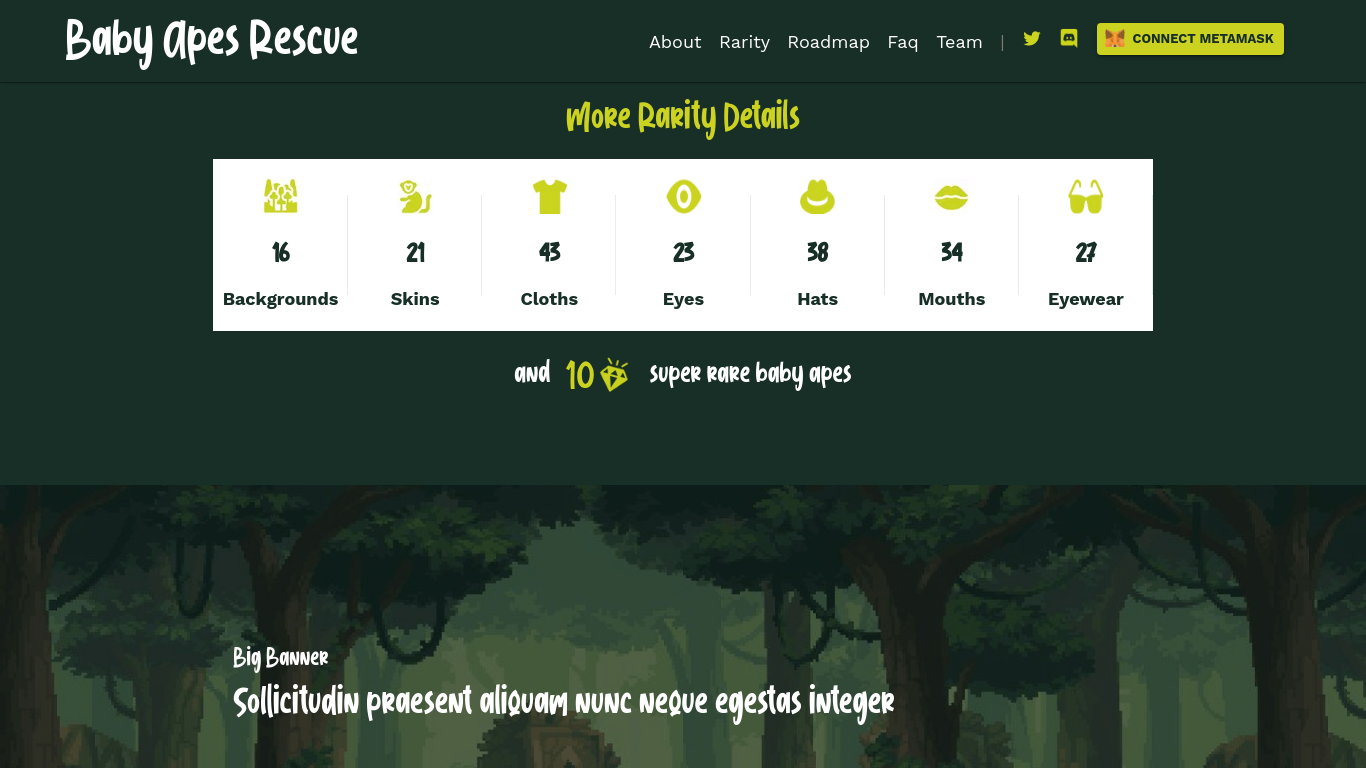 Baby Apes Rescue
About Rarity Roadmap Faq Team | CONNECT METAMASK
More Rarity Details
16 21 43 23 38 34 27
Backgrounds Skins Cloths Eyes Hats Mouths Eyewear
and 10 super rare baby apes
Big Banner
Sollicitudin praesent aliquam nunc neque egestas integer